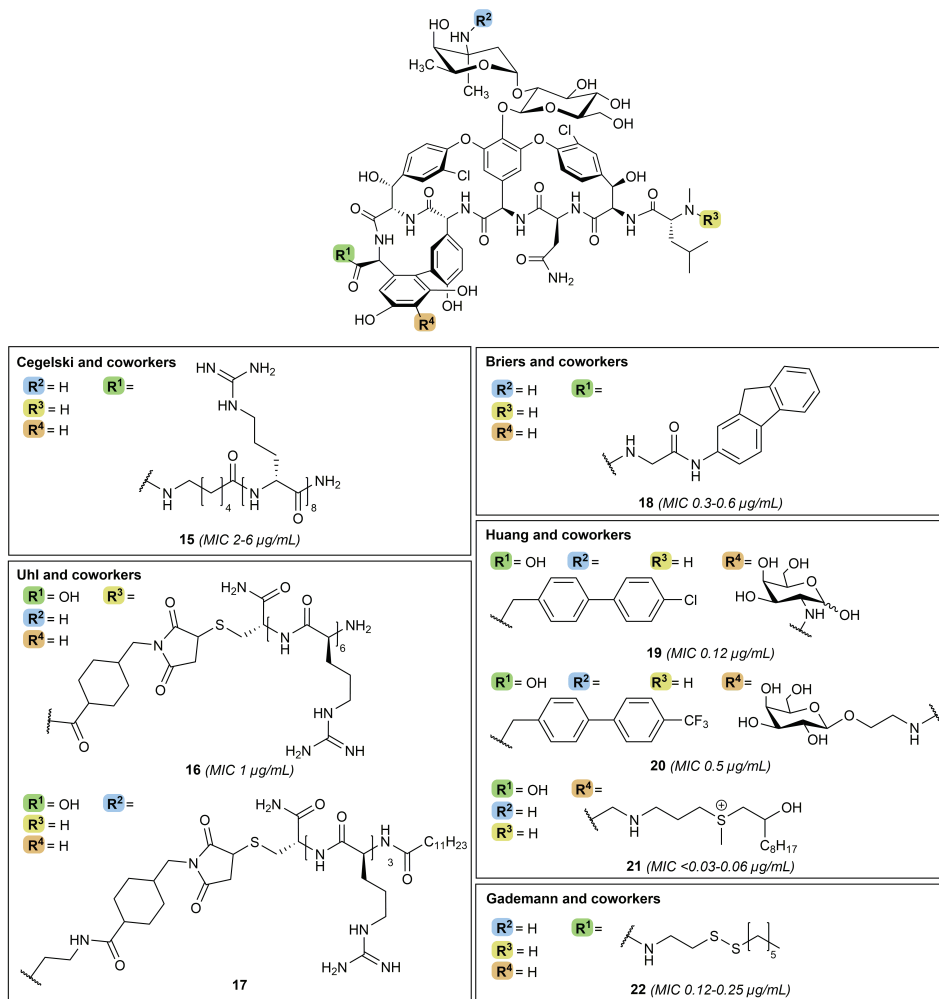 R2
HO
HN
H3C
O
CH3
O
O
HO
OH
O
O
OH
O
O
Cl
O
Cl
HO
OH
O
H
N
O
H
N
O
N
H
O
H
N
O
N
H
O
N
R3
O
N
H
HN
R1
O
O
NH2
OH
OH
HO
R4
Cegelski and coworkers
R2 = H R1 =
R3 = H
R4 = H
HN NH2
HN
O
N
H
4
H
N
O
8
NH2
15 (MIC 2-6 µg/mL)
Briers and coworkers
R2 = H R1 =
R3 = H
R4 = H
H
N
O
N
H
18 (MIC 0.3-0.6 µg/mL)
Uhl and coworkers
R1 = OH R3 =
R2 = H
R4 = H
H2N O
O
S
N
O
H
N
O
6
NH2
O
HN
H2N NH
16 (MIC 1 µg/mL)
R1 = OH R2 =
R3 = H
R4 = H
H2N O
O
S
N
O
N
H
O
3
H
N
C11H23
O
NH
O
HN
H2N NH
17
Huang and coworkers
R1 = OH R2 = R3 = H R4 =
Cl
OH
OH
O
HO
OH
HN
19 (MIC 0.12 µg/mL)
R1 = OH R2 = R3 = H R4 =
CF3
OH
OH
O
HO
OH
O
N
H
20 (MIC 0.5 µg/mL)
R1 = OH R4 =
R2 = H
R3 = H
N
H
S
⊕
OH
C8H17
21 (MIC <0.03-0.06 µg/mL)
Gademann and coworkers
R2 = H R1 =
R3 = H
R4 = H
N
H
S
S
5
22 (MIC 0.12-0.25 µg/mL)